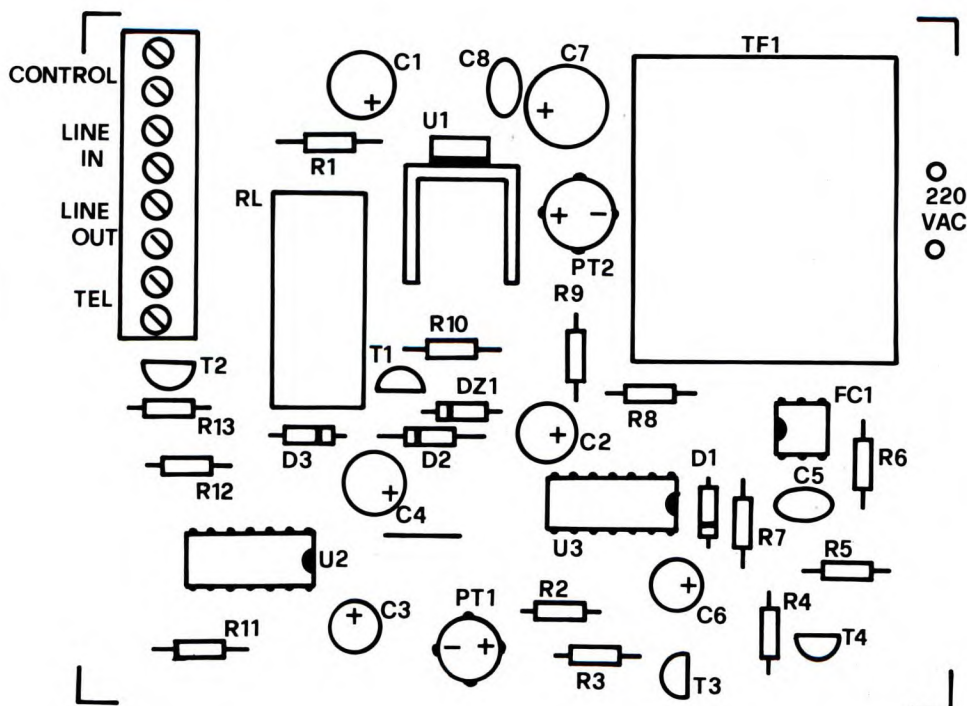 TF1
C1
C8
C7
CONTROL
U1
LINE
IN
R1
RL
220
VAC
LINE
OUT
PT2
TEL
R9
R10
T2
T1
DZ1
R8
FC1
R13
D3
D2
C2
D1
R6
R12
C5
C4
U2
U3
R7
R5
R2
R4
C3
PT1
C6
R11
T4
R3
T3